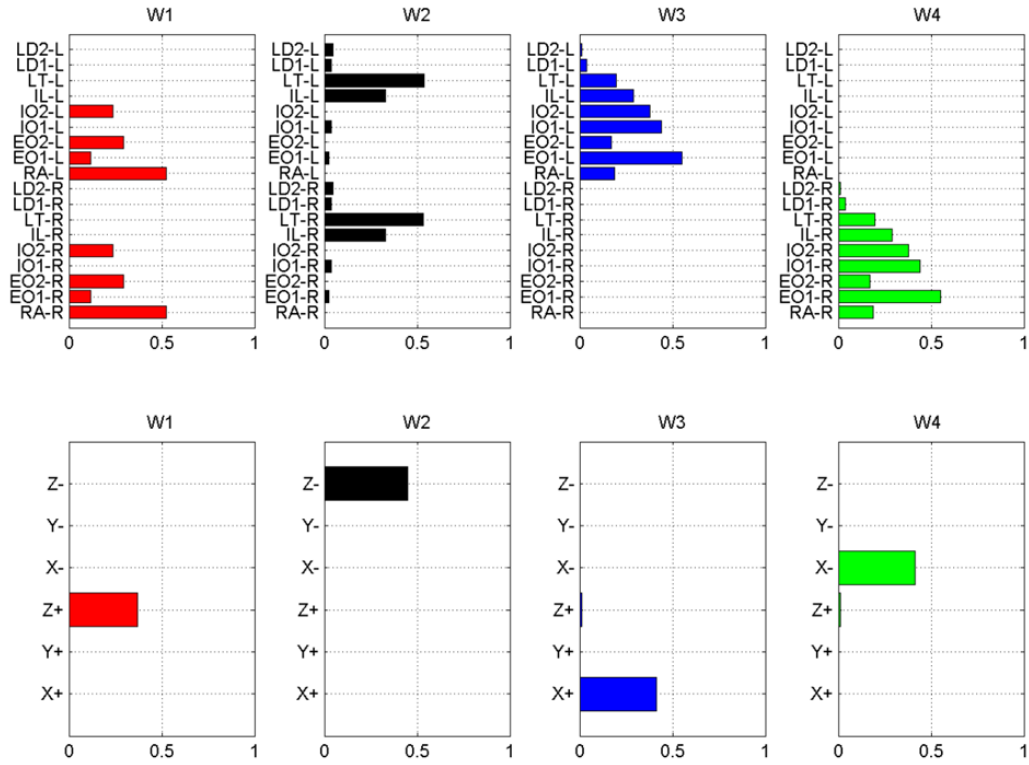 W1
W2
W3
W4
LD2-L
LD1-L
LT-L
IL-L
IO2-L
IO1-L
EO2-L
EO1-L
RA-L
LD2-R
LD1-R
LT-R
IL-R
IO2-R
IO1-R
EO2-R
EO1-R
RA-R
0 0.5 1
LD2-L
LD1-L
LT-L
IL-L
IO2-L
IO1-L
EO2-L
EO1-L
RA-L
LD2-R
LD1-R
LT-R
IL-R
IO2-R
IO1-R
EO2-R
EO1-R
RA-R
0 0.5 1
LD2-L
LD1-L
LT-L
IL-L
IO2-L
IO1-L
EO2-L
EO1-L
RA-L
LD2-R
LD1-R
LT-R
IL-R
IO2-R
IO1-R
EO2-R
EO1-R
RA-R
0 0.5 1
LD2-L
LD1-L
LT-L
IL-L
IO2-L
IO1-L
EO2-L
EO1-L
RA-L
LD2-R
LD1-R
LT-R
IL-R
IO2-R
IO1-R
EO2-R
EO1-R
RA-R
0 0.5 1
W1
W2
W3
W4
Z-
Y-
X-
Z+
Y+
X+
0 0.5 1
Z-
Y-
X-
Z+
Y+
X+
0 0.5 1
Z-
Y-
X-
Z+
Y+
X+
0 0.5 1
Z-
Y-
X-
Z+
Y+
X+
0 0.5 1